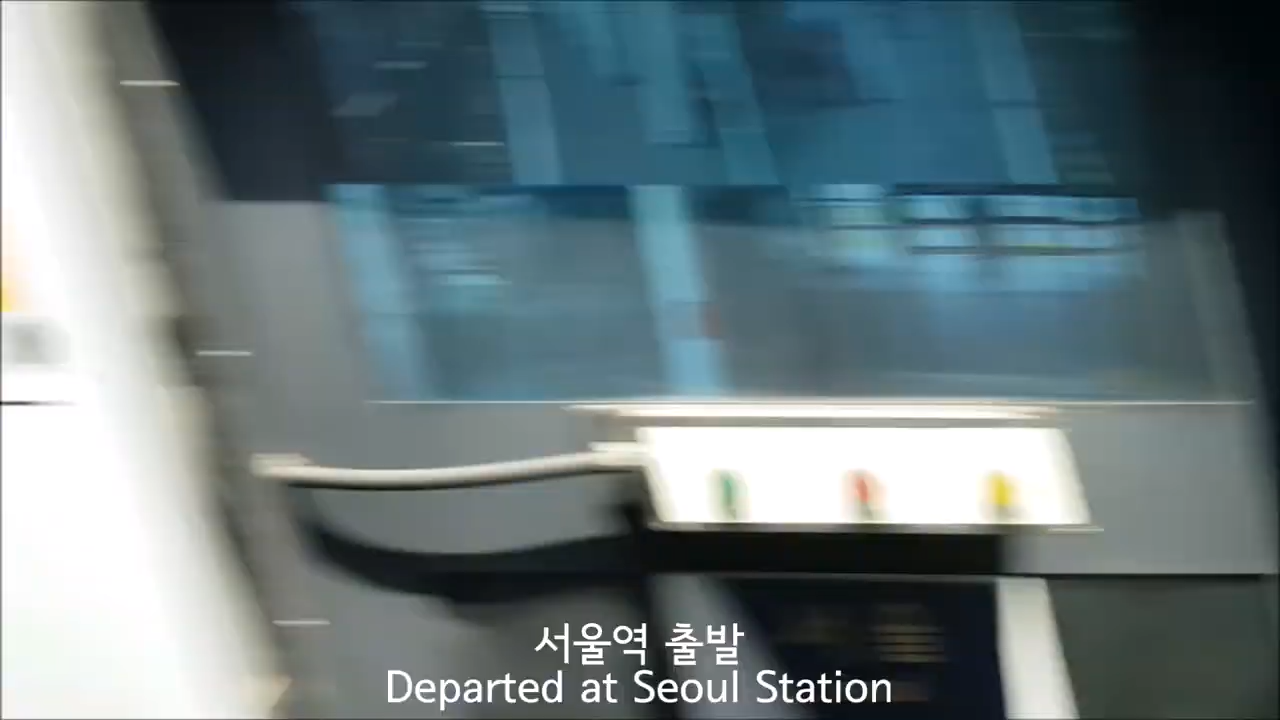 서울역 출발
Departed at Seoul Station